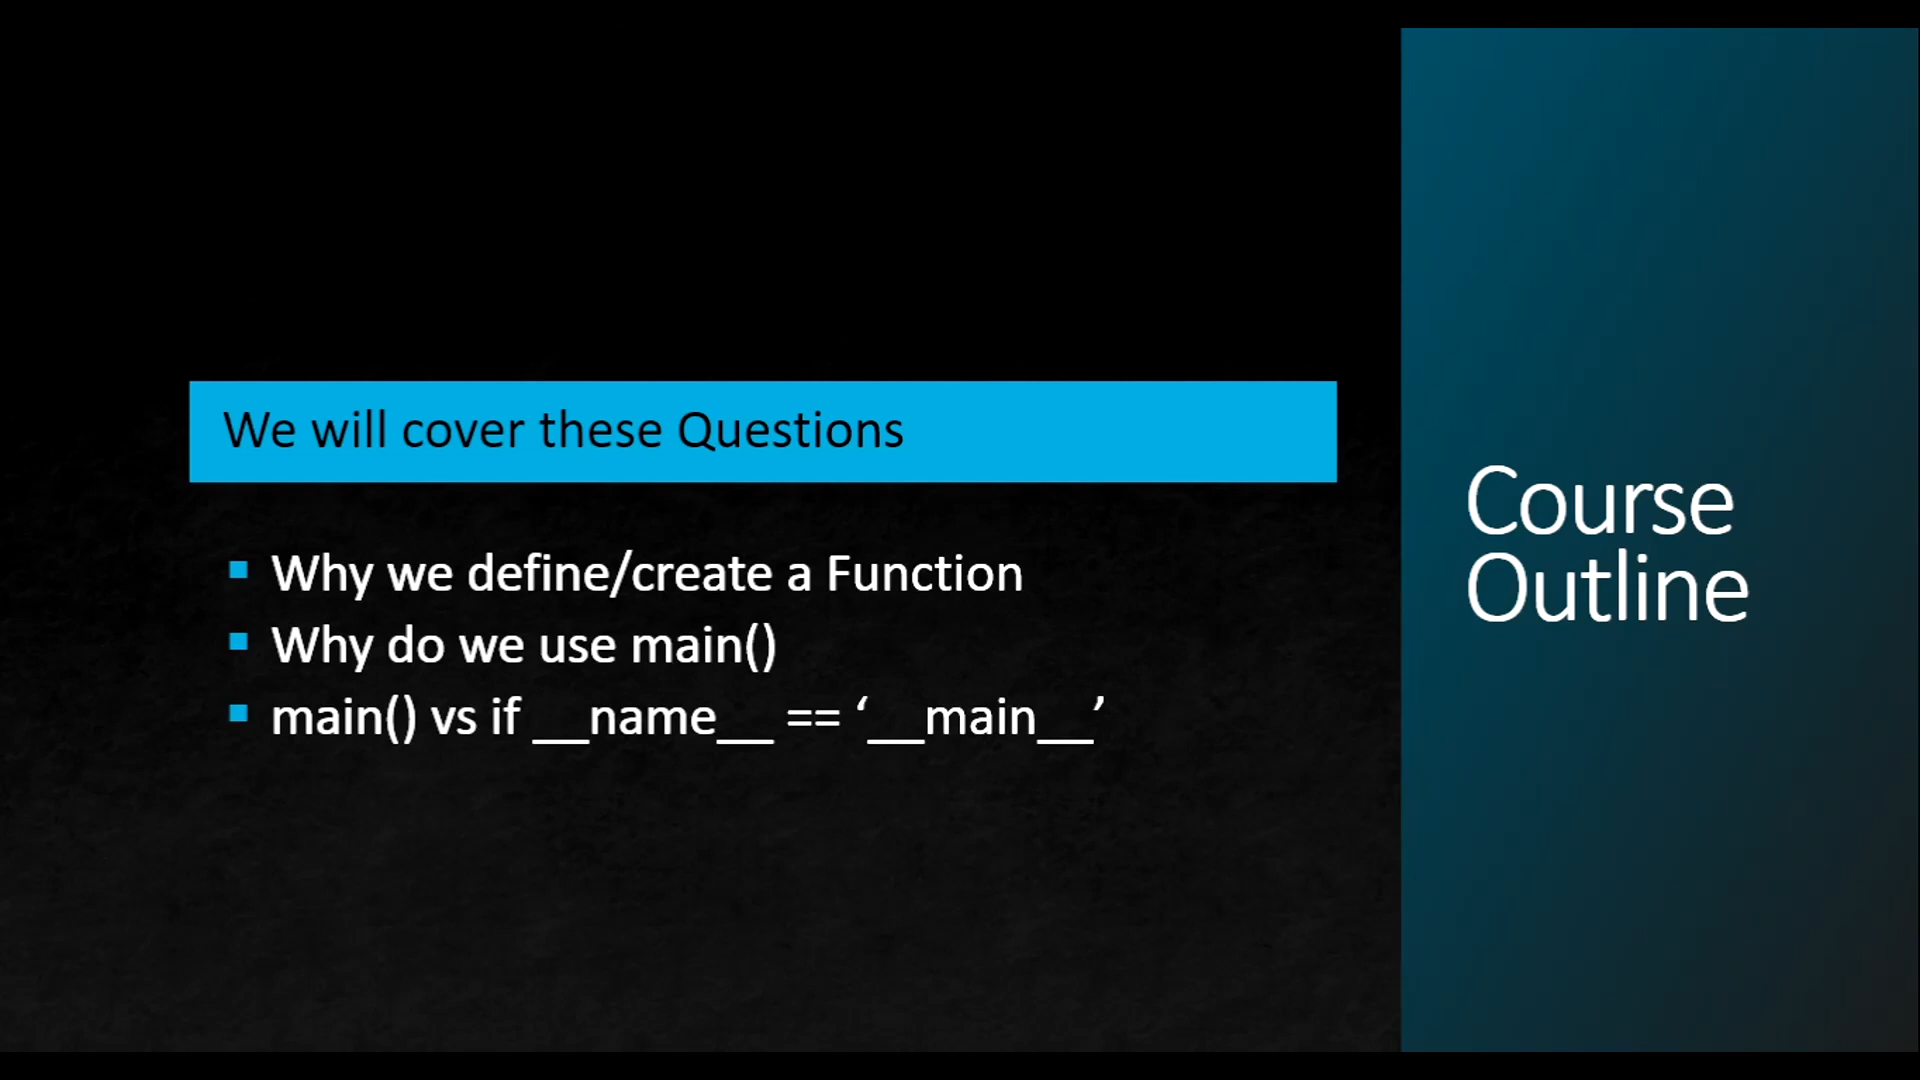 We will cover these Questions
Why we define/create a Function
Why do we use main()
main() vs if __name__ == ‘__main__’
Course
Outline